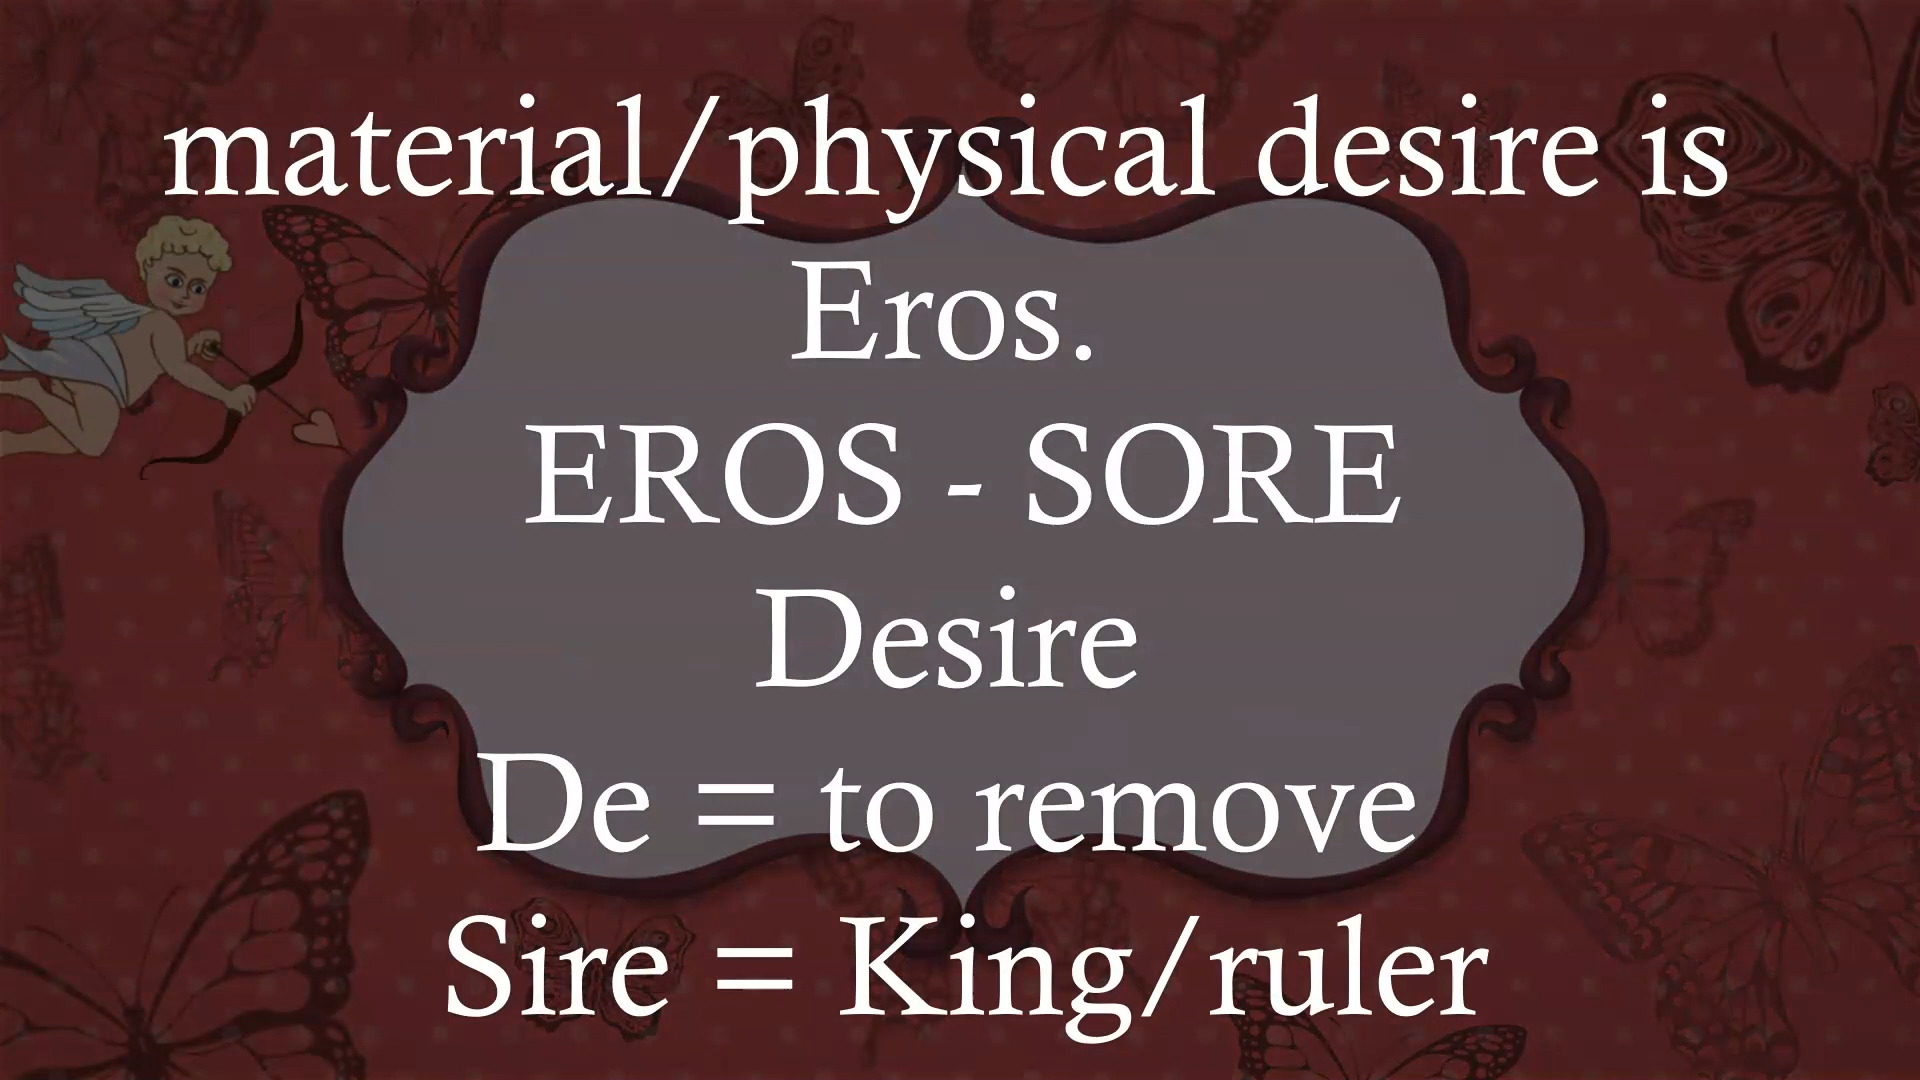 material/physical desire is
Eros.
EROS - SORE
Desire
De = to remove
Sire = King/ruler